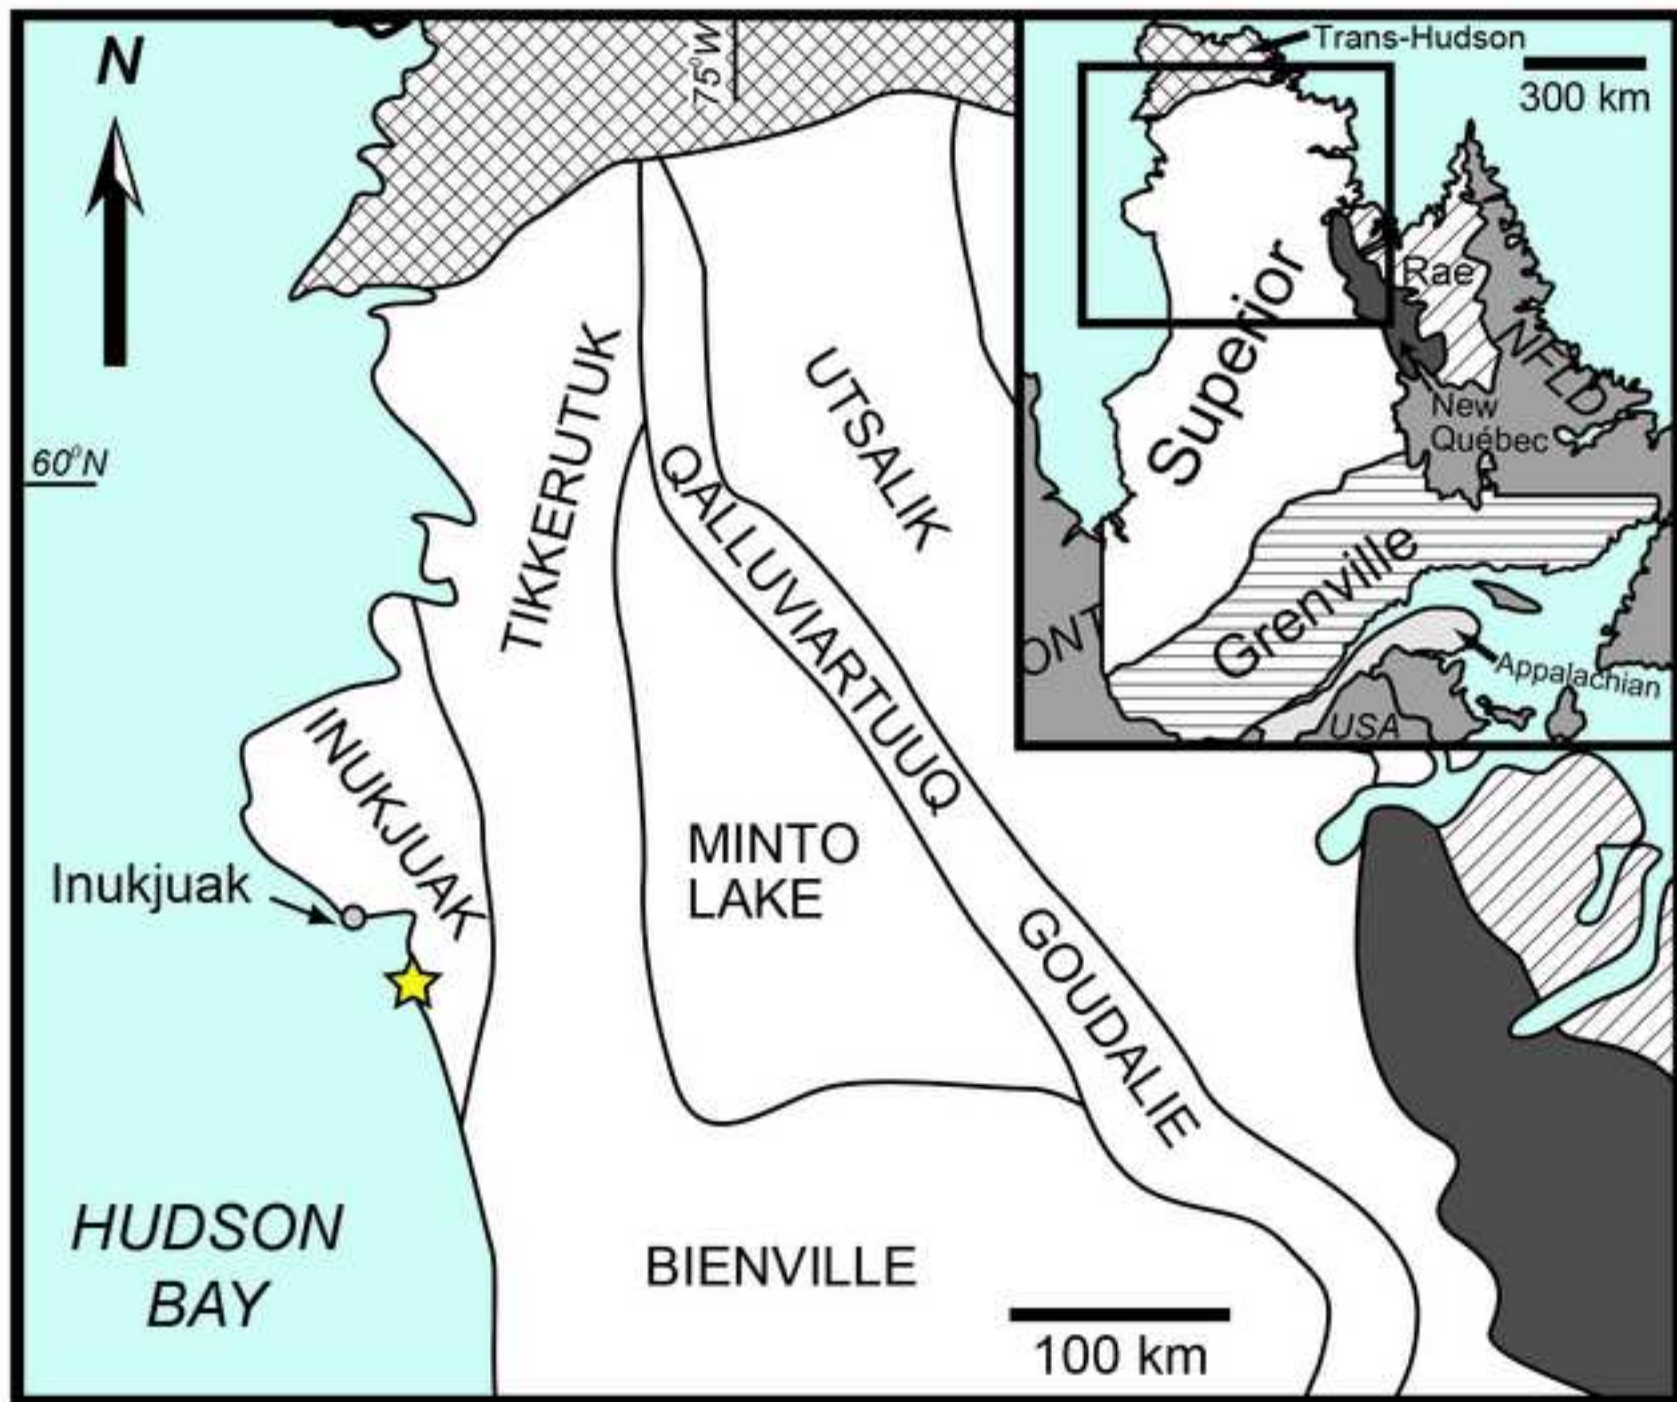 N
75°W
Trans-Hudson
300 km
Rae
Superior
NFLD
New
Québec
60°N
TIKKERUTUK
UTSALIK
QALLUVIARTUUQ
Grenville
ONT
Appalachian
USA
INUKJUAK
Inukjuak
MINTO
LAKE
GOUDALIE
HUDSON
BAY
BIENVILLE
100 km